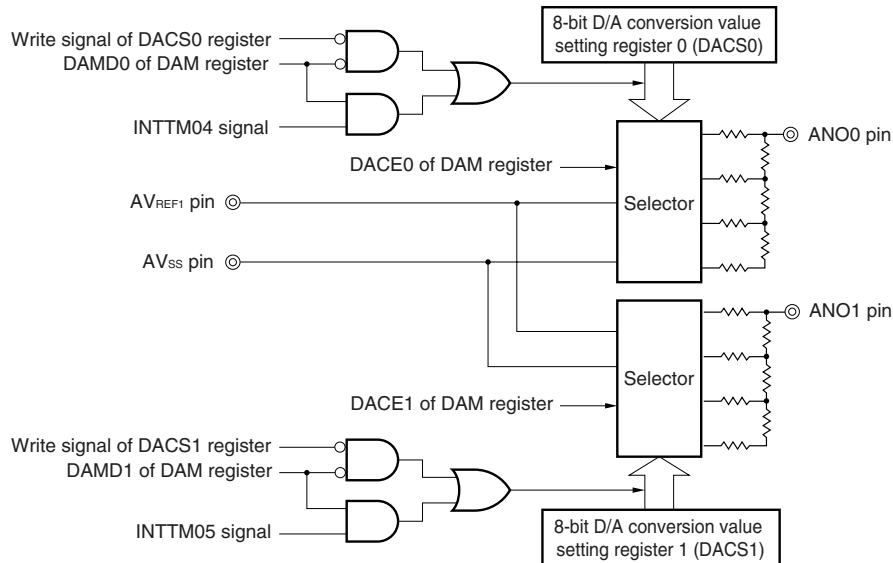 8-bit D/A conversion value
setting register 0 (DACS0)
Write signal of DACS0 register
DAMD0 of DAM register
INTTM04 signal
ANO0 pin
DACE0 of DAM register
AVREF1 pin
Selector
AVSS pin
ANO1 pin
Selector
DACE1 of DAM register
Write signal of DACS1 register
DAMD1 of DAM register
INTTM05 signal
8-bit D/A conversion value
setting register 1 (DACS1)